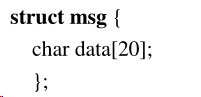 struct msg {
char data[20];
};